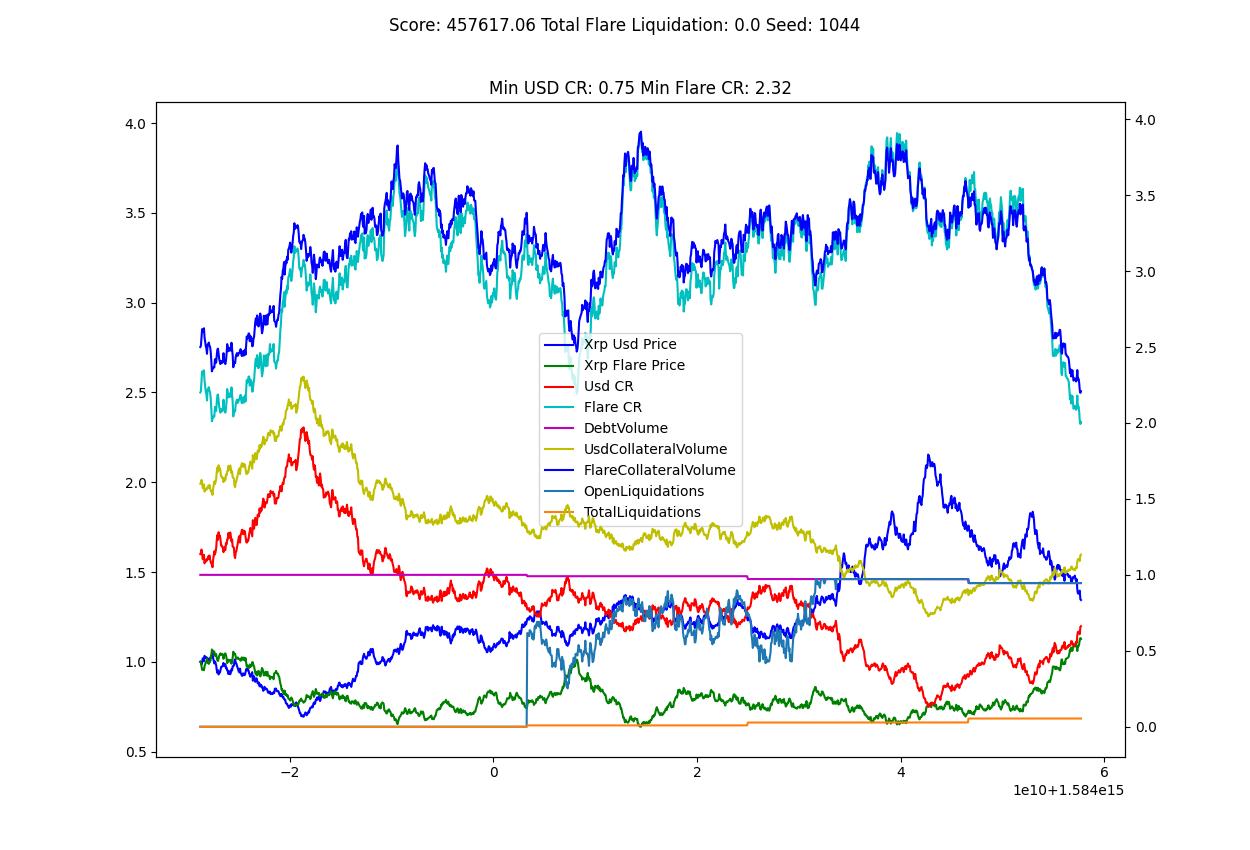 Score: 457617.06 Total Flare Liquidation: 0.0 Seed: 1044
Min USD CR: 0.75 Min Flare CR: 2.32
4.0
3.5
3.0
2.5
2.0
1.5
1.0
0.5
4.0
3.5
3.0
2.5
2.0
1.5
1.0
0.5
0.0
Xrp Usd Price
Xrp Flare Price
Usd CR
Flare CR
DebtVolume
UsdCollateralVolume
FlareCollateralVolume
OpenLiquidations
TotalLiquidations
−2 0 2 4 6
1e10+1.584e15